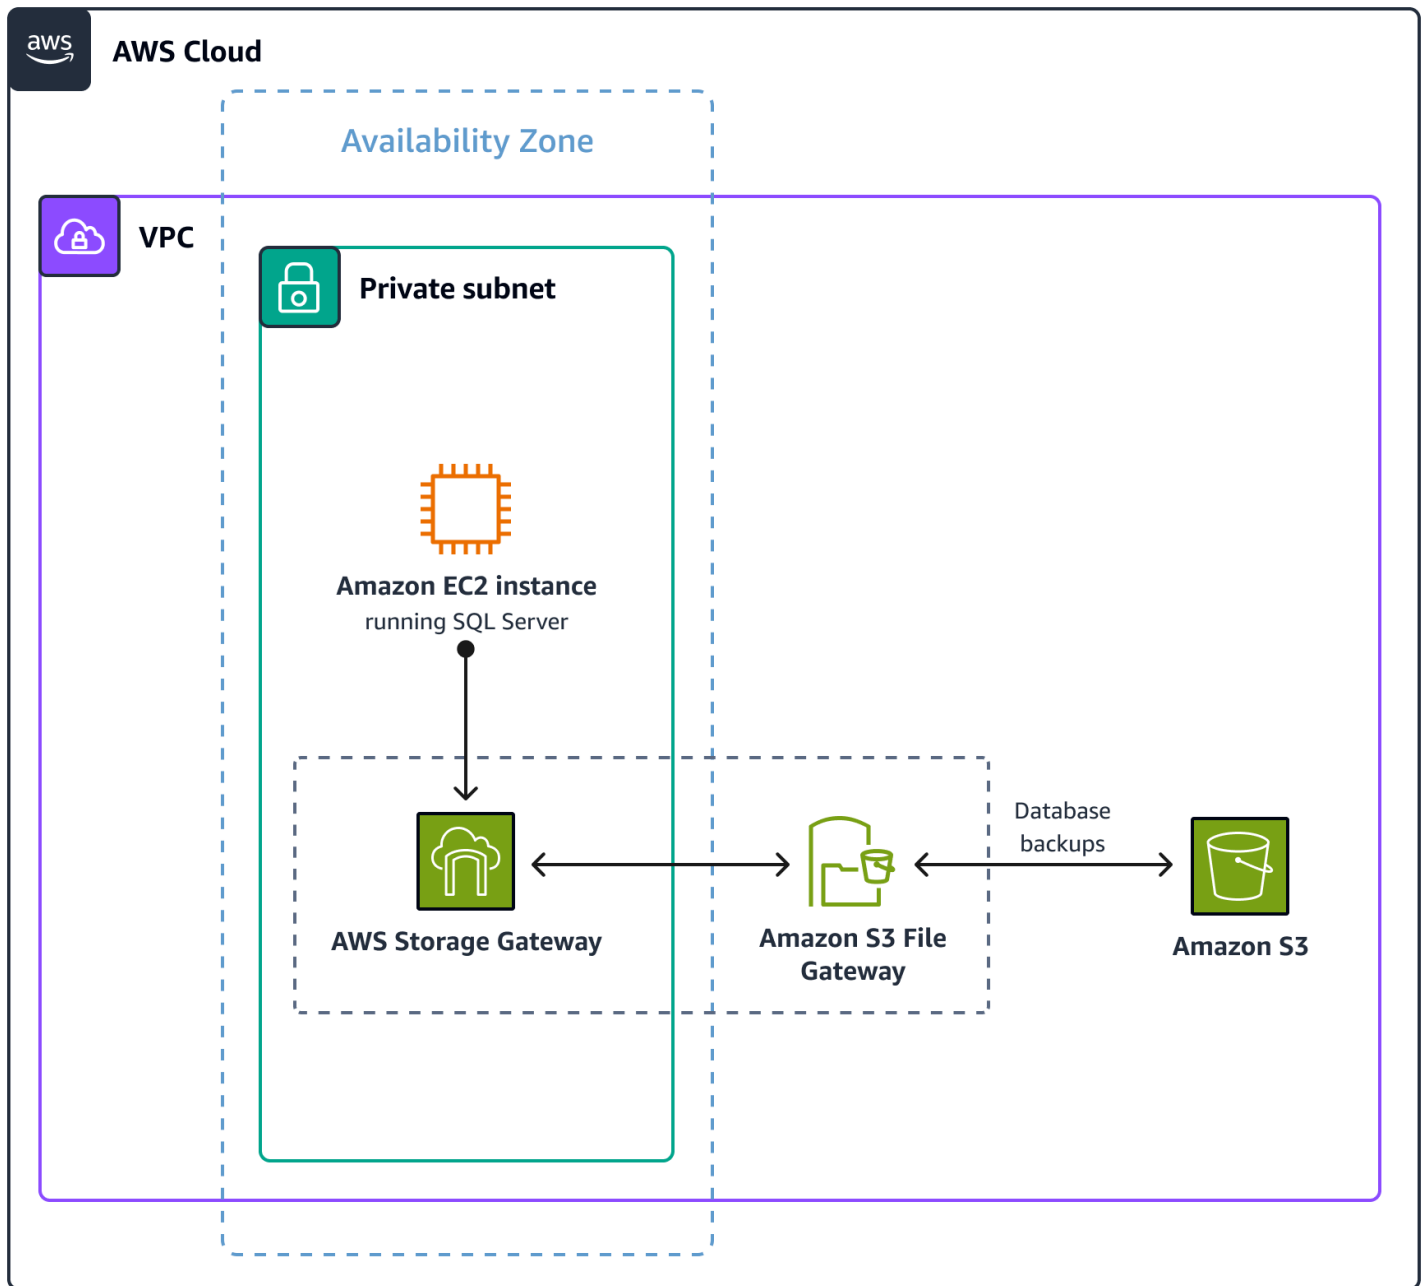 aws
AWS Cloud
Availability Zone
VPC
Private subnet
Amazon EC2 instance
running SQL Server
AWS Storage Gateway
Amazon S3 File
Gateway
Database
backups
Amazon S3